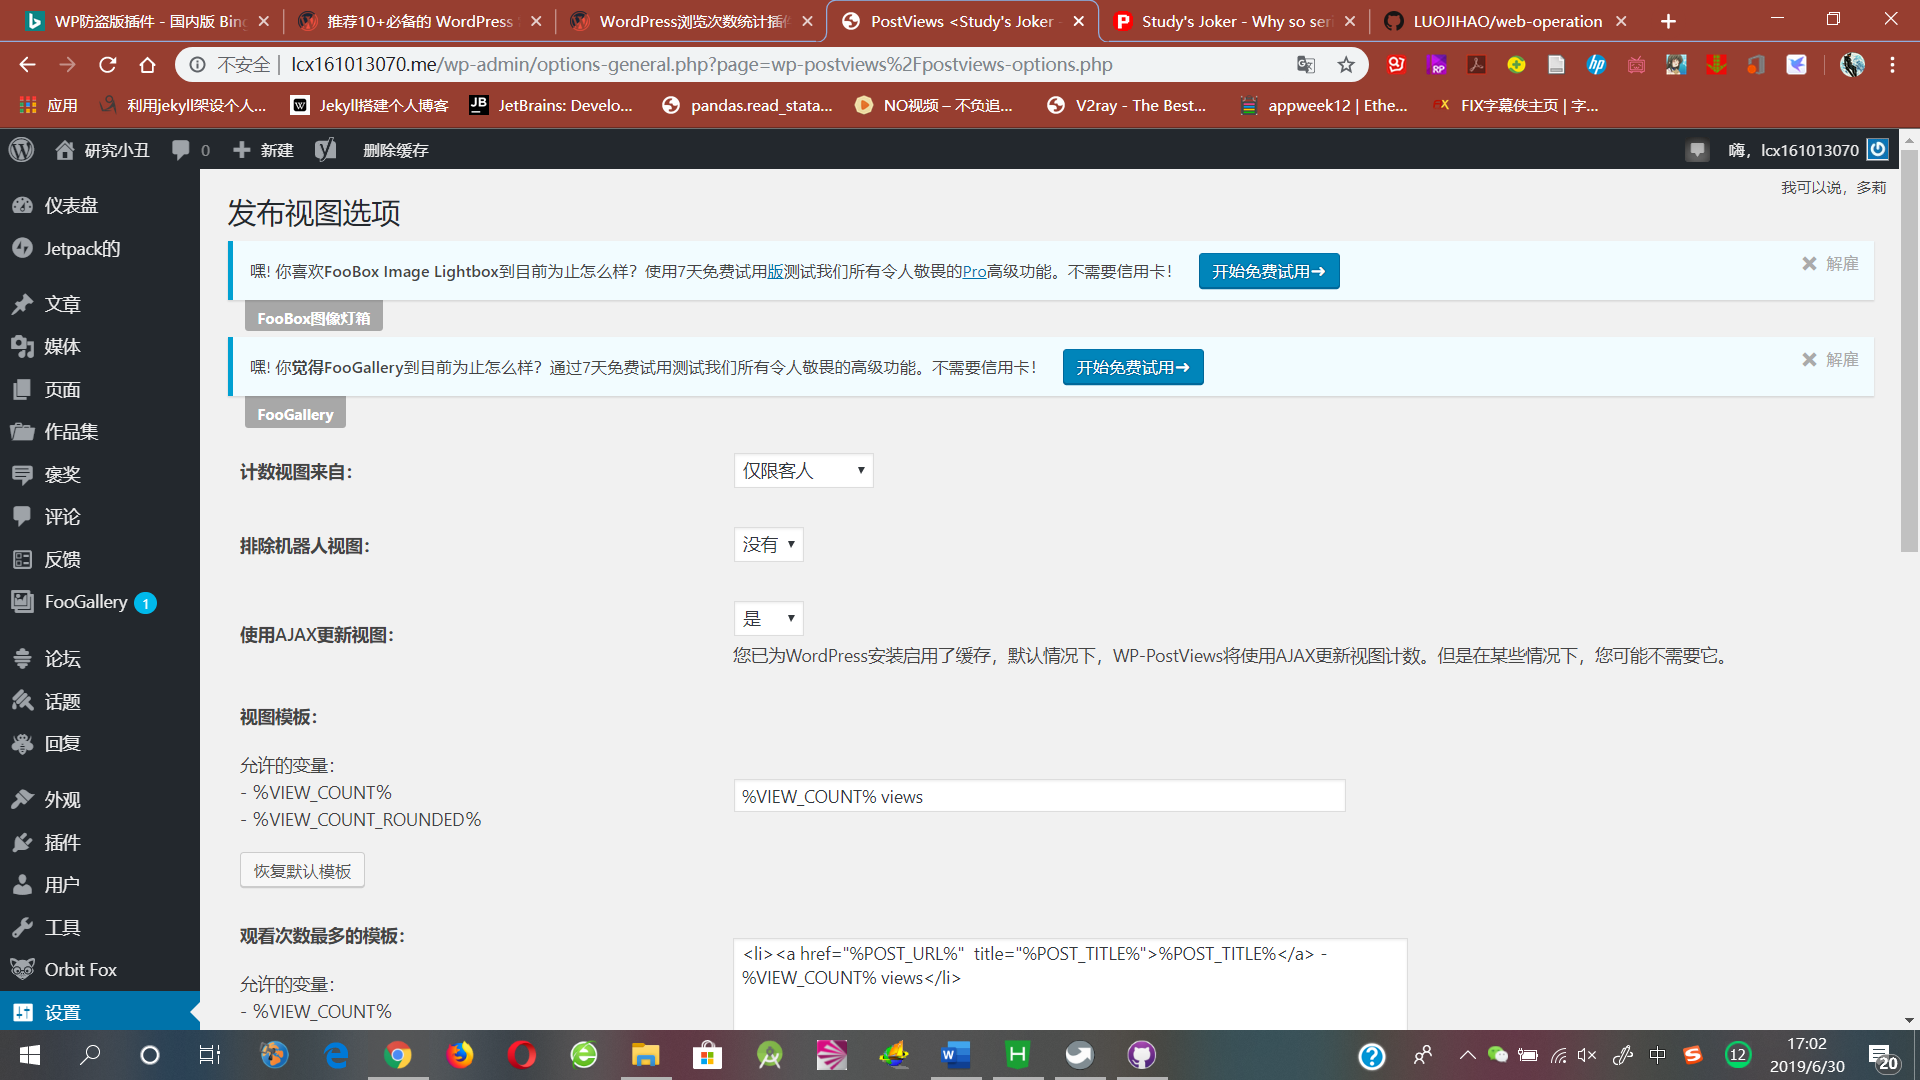 WP防盗版插件 - 国内版 Bing
推荐10+必备的 WordPress
WordPress浏览次数统计插件
PostViews <Study's Joker -
Study's Joker - Why so seri
LUOJIHAO/web-operation
不安全 | lcx161013070.me/wp-admin/options-general.php?page=wp-postviews%2Fpostviews-options.php
应用
利用jekyll架设个人...
Jekyll搭建个人博客
JetBrains: Develo...
pandas.read_stata...
NO视频 – 不负追...
V2ray - The Best...
appweek12 | Ethe...
FIX字幕侠主页 | 字...
研究小丑
0
新建
删除缓存
嗨，lcx161013070
我可以说，多莉
仪表盘
Jetpack的
文章
媒体
页面
作品集
褒奖
评论
反馈
FooGallery 1
论坛
话题
回复
外观
插件
用户
工具
Orbit Fox
设置
发布视图选项
嘿! 你喜欢FooBox Image Lightbox到目前为止怎么样？使用7天免费试用版测试我们所有令人敬畏的Pro高级功能。不需要信用卡！
开始免费试用➜
解雇
FooBox图像灯箱
嘿! 你觉得FooGallery到目前为止怎么样？通过7天免费试用测试我们所有令人敬畏的高级功能。不需要信用卡！
开始免费试用➜
解雇
FooGallery
计数视图来自：
仅限客人
排除机器人视图：
没有
使用AJAX更新视图：
是
您已为WordPress安装启用了缓存，默认情况下，WP-PostViews将使用AJAX更新视图计数。但是在某些情况下，您可能不需要它。
视图模板：
允许的变量：
- %VIEW_COUNT%
- %VIEW_COUNT_ROUNDED%
%VIEW_COUNT% views
恢复默认模板
观看次数最多的模板：
允许的变量：
- %VIEW_COUNT%
<li><a href="%POST_URL%"  title="%POST_TITLE%">%POST_TITLE%</a> -
%VIEW_COUNT% views</li>
中
12
17:02
2019/6/30
20